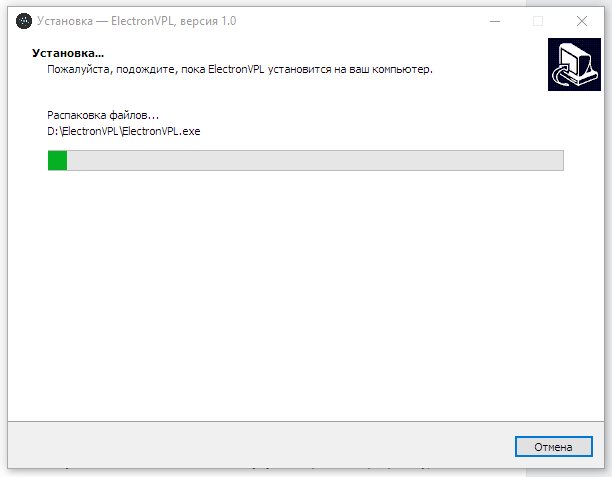 Установка — ElectronVPL, версия 1.0
Установка...
Пожалуйста, подождите, пока ElectronVPL установится на ваш компьютер.
Распаковка файлов...
D:\ElectronVPL\ElectronVPL.exe
Отмена